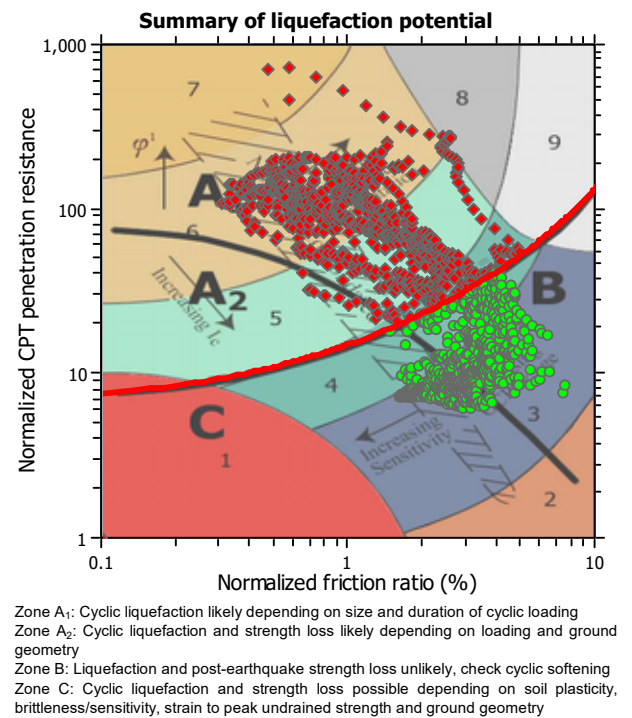 Summary of liquefaction potential
Normalized CPT penetration resistance
1,000
100
10
1
7
8
9
φ'
A
6
A2
Increasing Ic
5
B
4
3
C
1
Increasing
Sensitivity
2
0.1
1
10
Normalized friction ratio (%)
Zone A1: Cyclic liquefaction likely depending on size and duration of cyclic loading
Zone A2: Cyclic liquefaction and strength loss likely depending on loading and ground
geometry
Zone B: Liquefaction and post-earthquake strength loss unlikely, check cyclic softening
Zone C: Cyclic liquefaction and strength loss possible depending on soil plasticity,
brittleness/sensitivity, strain to peak undrained strength and ground geometry